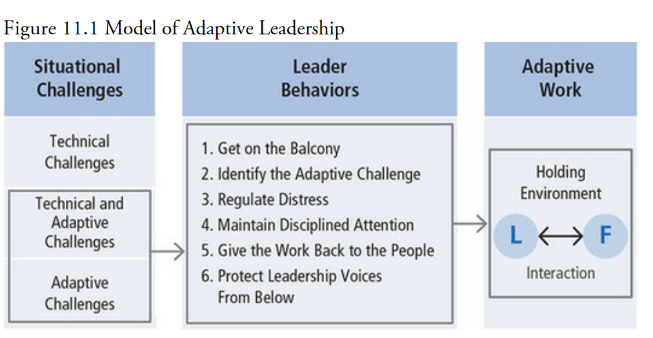 Figure 11.1 Model of Adaptive Leadership
Situational
Challenges
Technical
Challenges
Technical and
Adaptive
Challenges
Adaptive
Challenges
Leader
Behaviors
1. Get on the Balcony
2. Identify the Adaptive Challenge
3. Regulate Distress
4. Maintain Disciplined Attention
5. Give the Work Back to the People
6. Protect Leadership Voices
From Below
Adaptive
Work
Holding
Environment
L F
Interaction